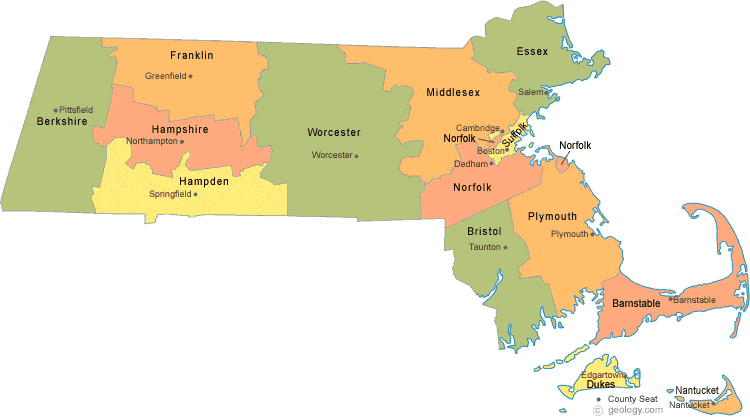 Essex
Franklin
Greenfield
Middlesex
Salem
Pittsfield
Berkshire
Hampshire
Northampton
Worcester
Worcester
Cambridge
Suffolk
Norfolk
Boston
Norfolk
Dedham
Hampden
Springfield
Norfolk
Plymouth
Plymouth
Bristol
Taunton
Barnstable
Barnstable
Edgartown
Dukes
Nantucket
Nantucket
County Seat
© geology.com